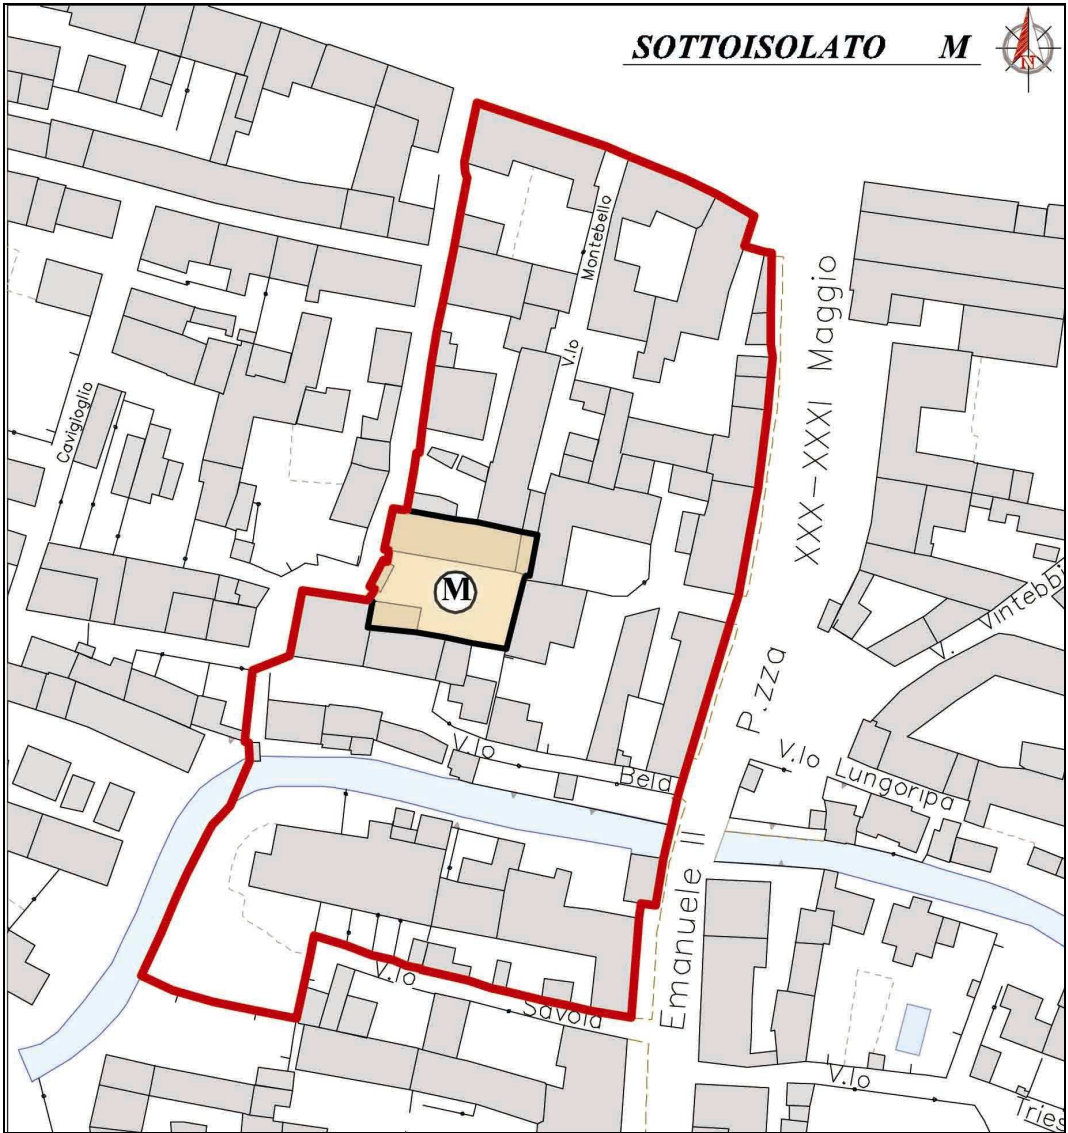 SOTTOISOLATO M
N
Montebello
V.lo
XXX-XXXI Maggio
Cavigioglio
M
V. Vintebbi
P.zza
V.lo Bela
V.lo Lungoripa
Emanuele II
V.lo Savoia
V.lo
Tries